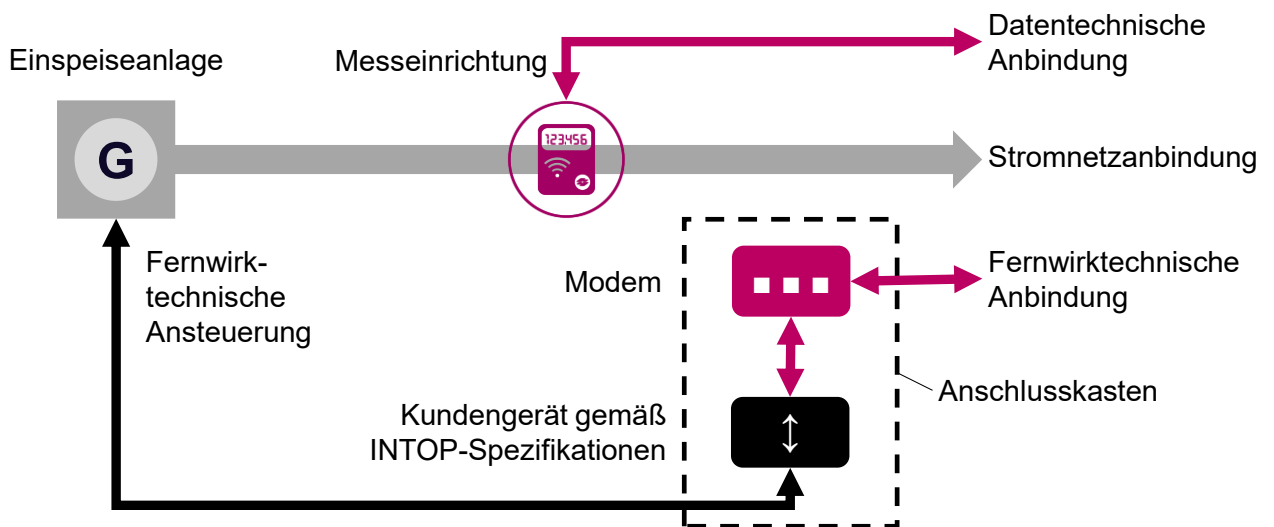 Datentechnische
Anbindung
Einspeiseanlage
Messeinrichtung
123456
G
Stromnetzanbindung
Fernwirk-
technische
Ansteuerung
Modem
Fernwirktechnische
Anbindung
Anschlusskasten
Kundengerät gemäß
INTOP-Spezifikationen